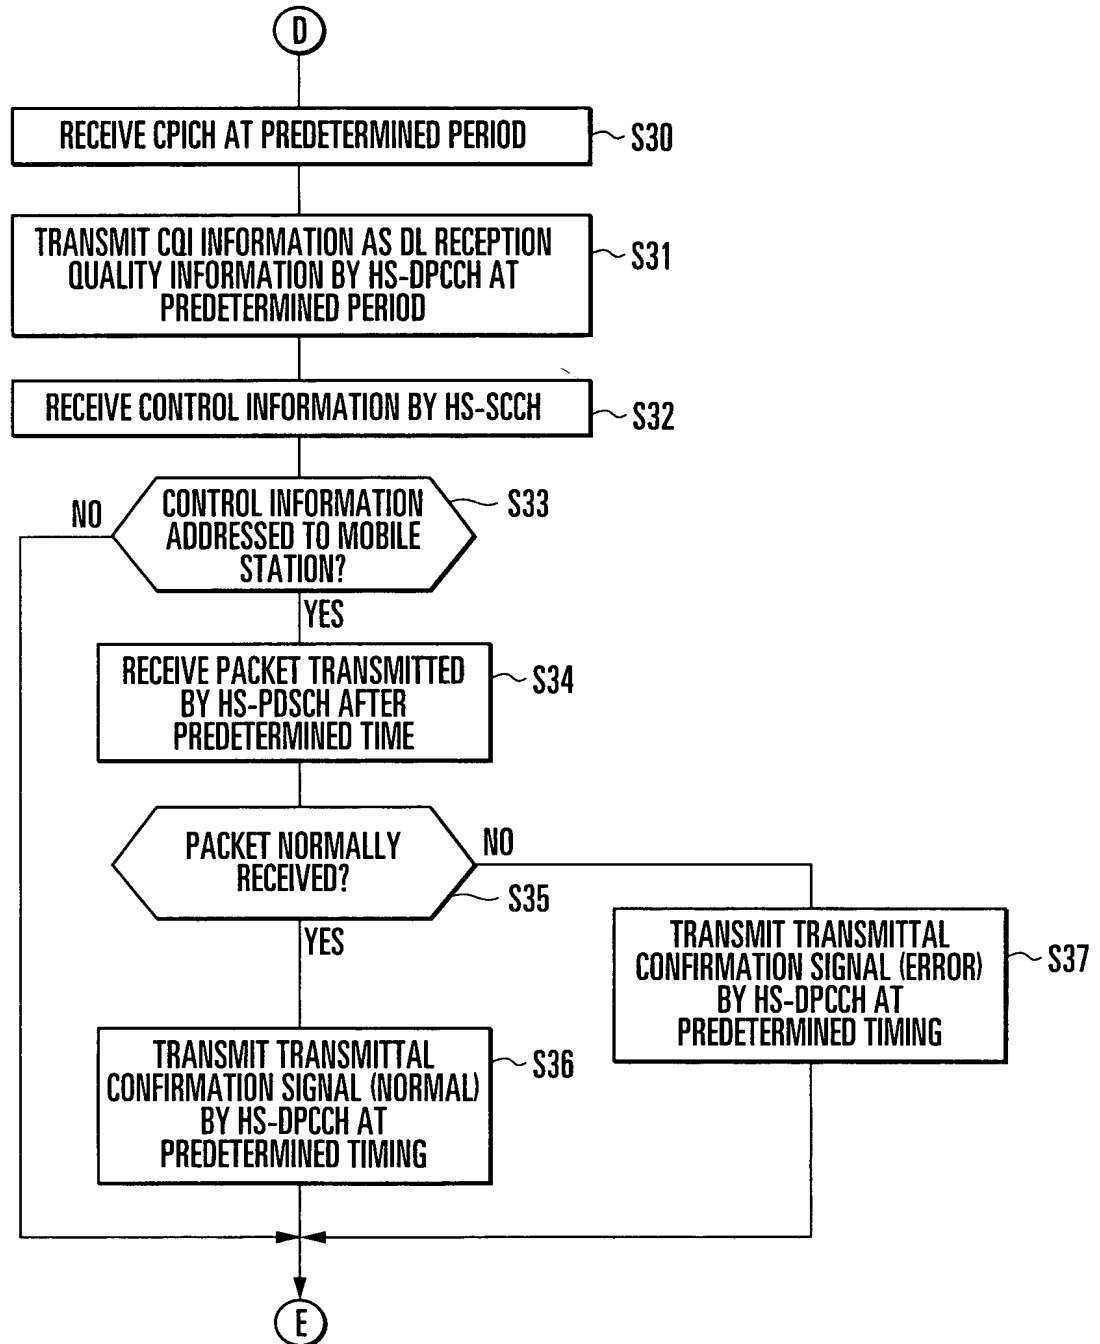 D
RECEIVE CPICH AT PREDETERMINED PERIOD
S30
TRANSMIT CQI INFORMATION AS DL RECEPTION
QUALITY INFORMATION BY HS-DPCCH AT
PREDETERMINED PERIOD
S31
RECEIVE CONTROL INFORMATION BY HS-SCCH
S32
CONTROL INFORMATION
ADDRESSED TO MOBILE
STATION?
S33
NO
YES
RECEIVE PACKET TRANSMITTED
BY HS-PDSCH AFTER
PREDETERMINED TIME
S34
PACKET NORMALLY
RECEIVED?
S35
NO
YES
TRANSMIT TRANSMITTAL
CONFIRMATION SIGNAL (ERROR)
BY HS-DPCCH AT
PREDETERMINED TIMING
S37
TRANSMIT TRANSMITTAL
CONFIRMATION SIGNAL (NORMAL)
BY HS-DPCCH AT
PREDETERMINED TIMING
S36
E